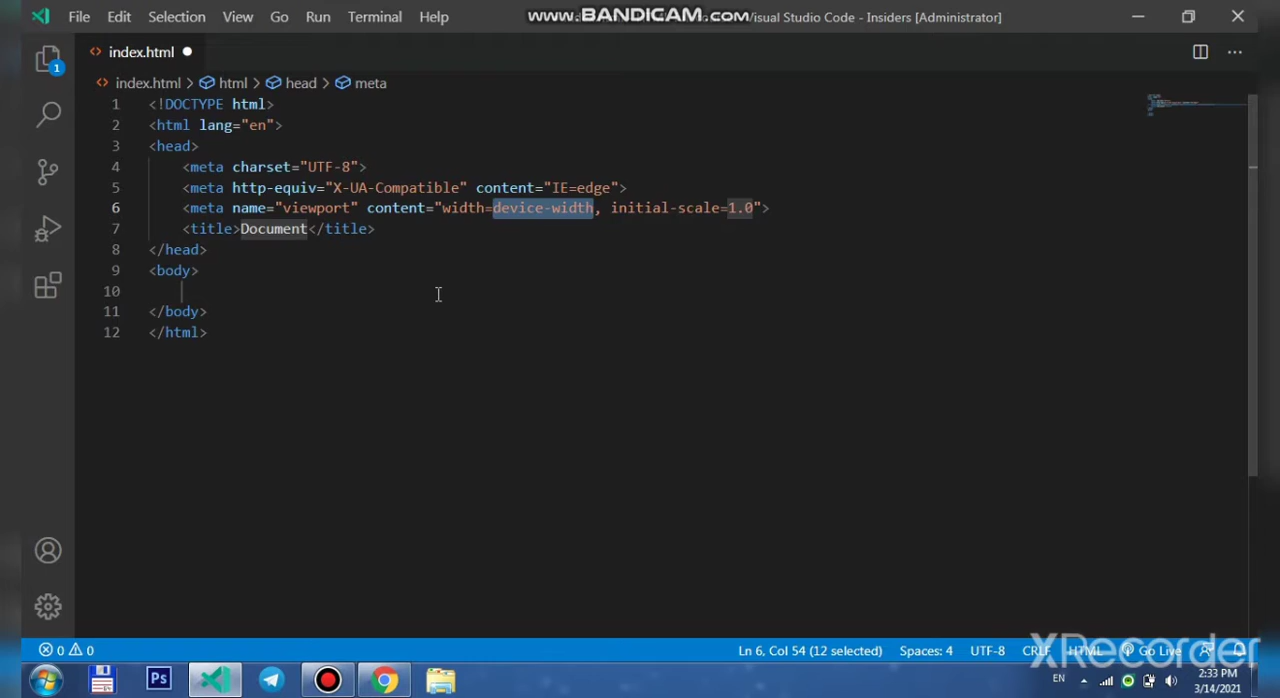 File Edit Selection View Go Run Terminal Help
www.BANDICAM.com
isual Studio Code - Insiders [Administrator]
1
index.html
index.html > html > head > meta
1 <!DOCTYPE html>
2 <html lang="en">
3 <head>
4 <meta charset="UTF-8">
5 <meta http-equiv="X-UA-Compatible" content="IE=edge">
6 <meta name="viewport" content="width=device-width, initial-scale=1.0">
7 <title>Document</title>
8 </head>
9 <body>
10
11 </body>
12 </html>
0 0 Ln 6, Col 54 (12 selected) Spaces: 4 UTF-8 CRLF HTML Go Live
XRecorder
Ps
EN
2:33 PM
3/14/2021